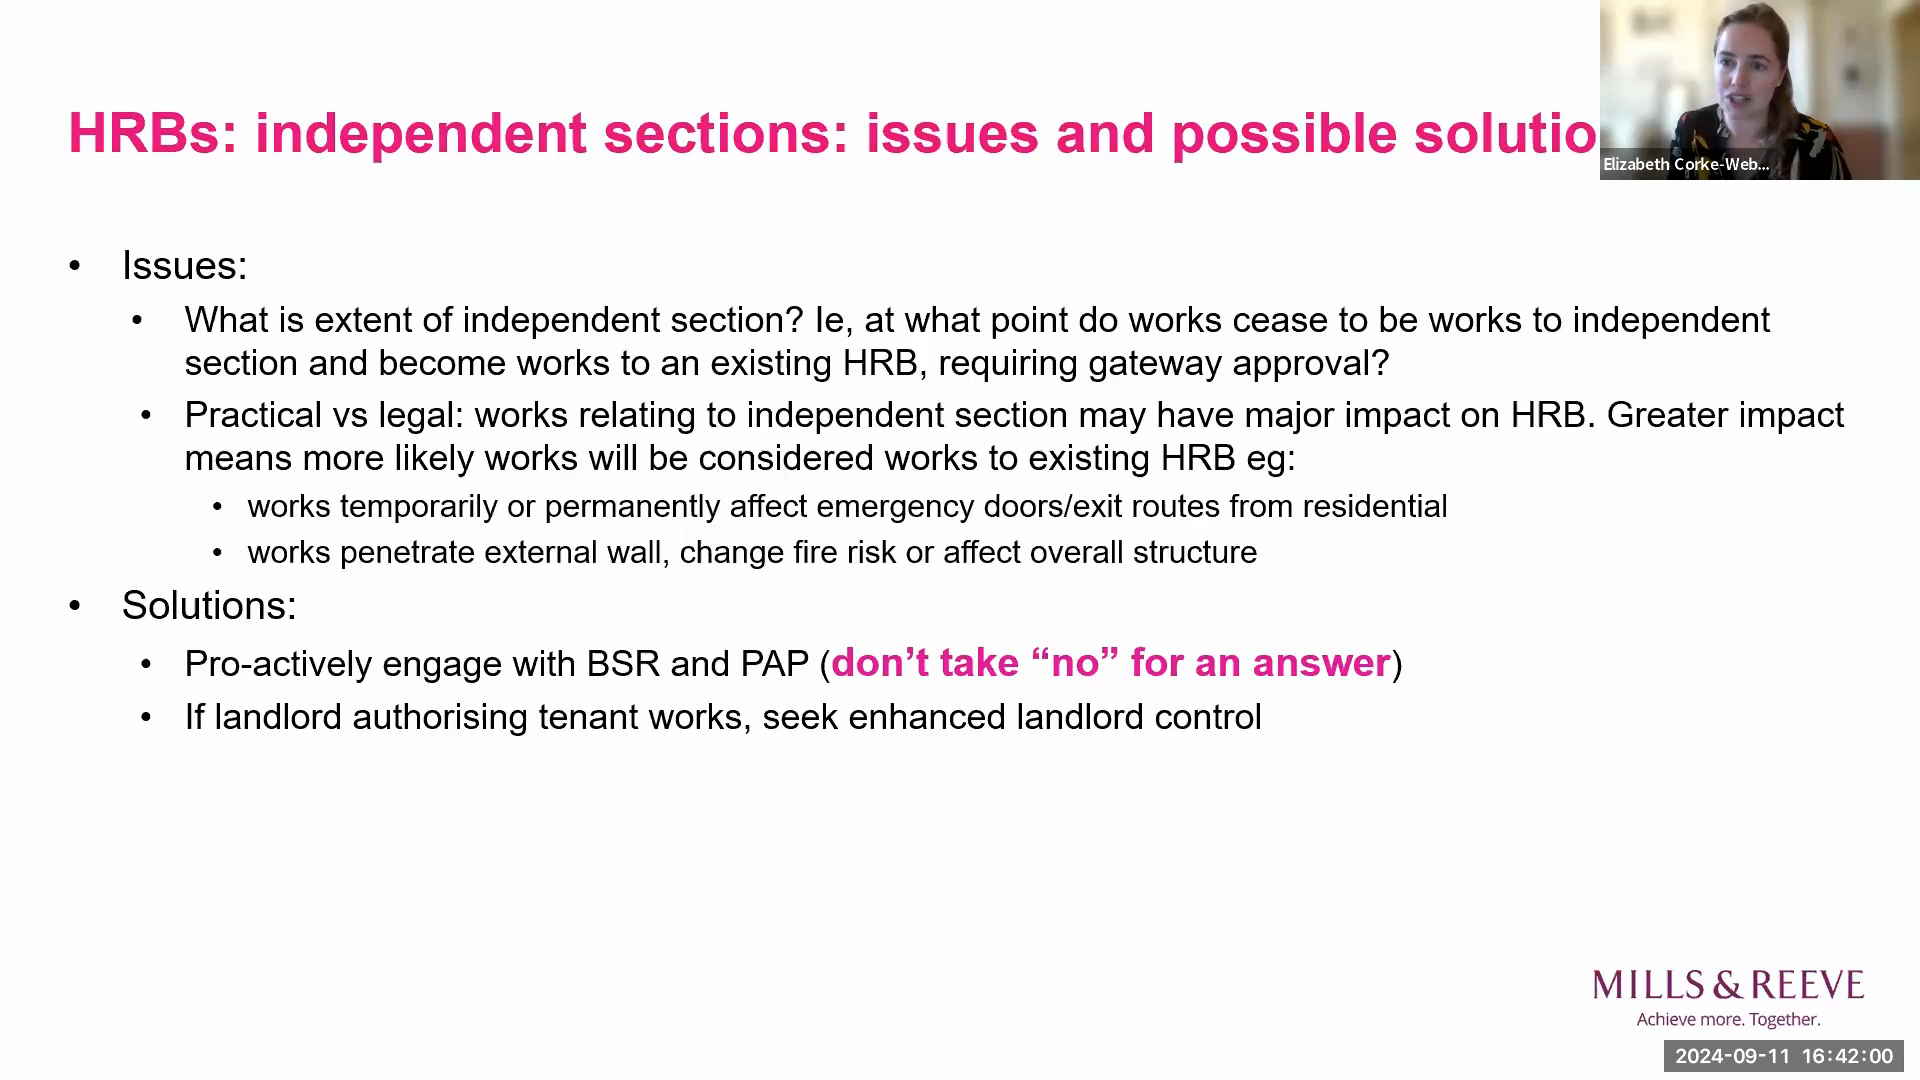 HRBs: independent sections: issues and possible solutio
Elizabeth Corke-Web...
• Issues:
• What is extent of independent section? Ie, at what point do works cease to be works to independent
section and become works to an existing HRB, requiring gateway approval?
• Practical vs legal: works relating to independent section may have major impact on HRB. Greater impact
means more likely works will be considered works to existing HRB eg:
• works temporarily or permanently affect emergency doors/exit routes from residential
• works penetrate external wall, change fire risk or affect overall structure
• Solutions:
• Pro-actively engage with BSR and PAP (don’t take “no” for an answer)
• If landlord authorising tenant works, seek enhanced landlord control
MILLS & REEVE
Achieve more. Together.
2024-09-11 16:42:00